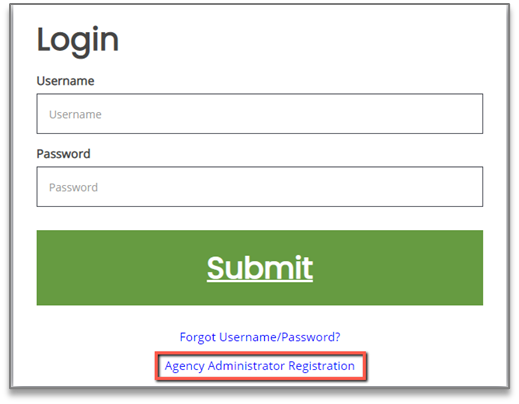 Login
Username
Username
Password
Password
Submit
Forgot Username/Password?
Agency Administrator Registration